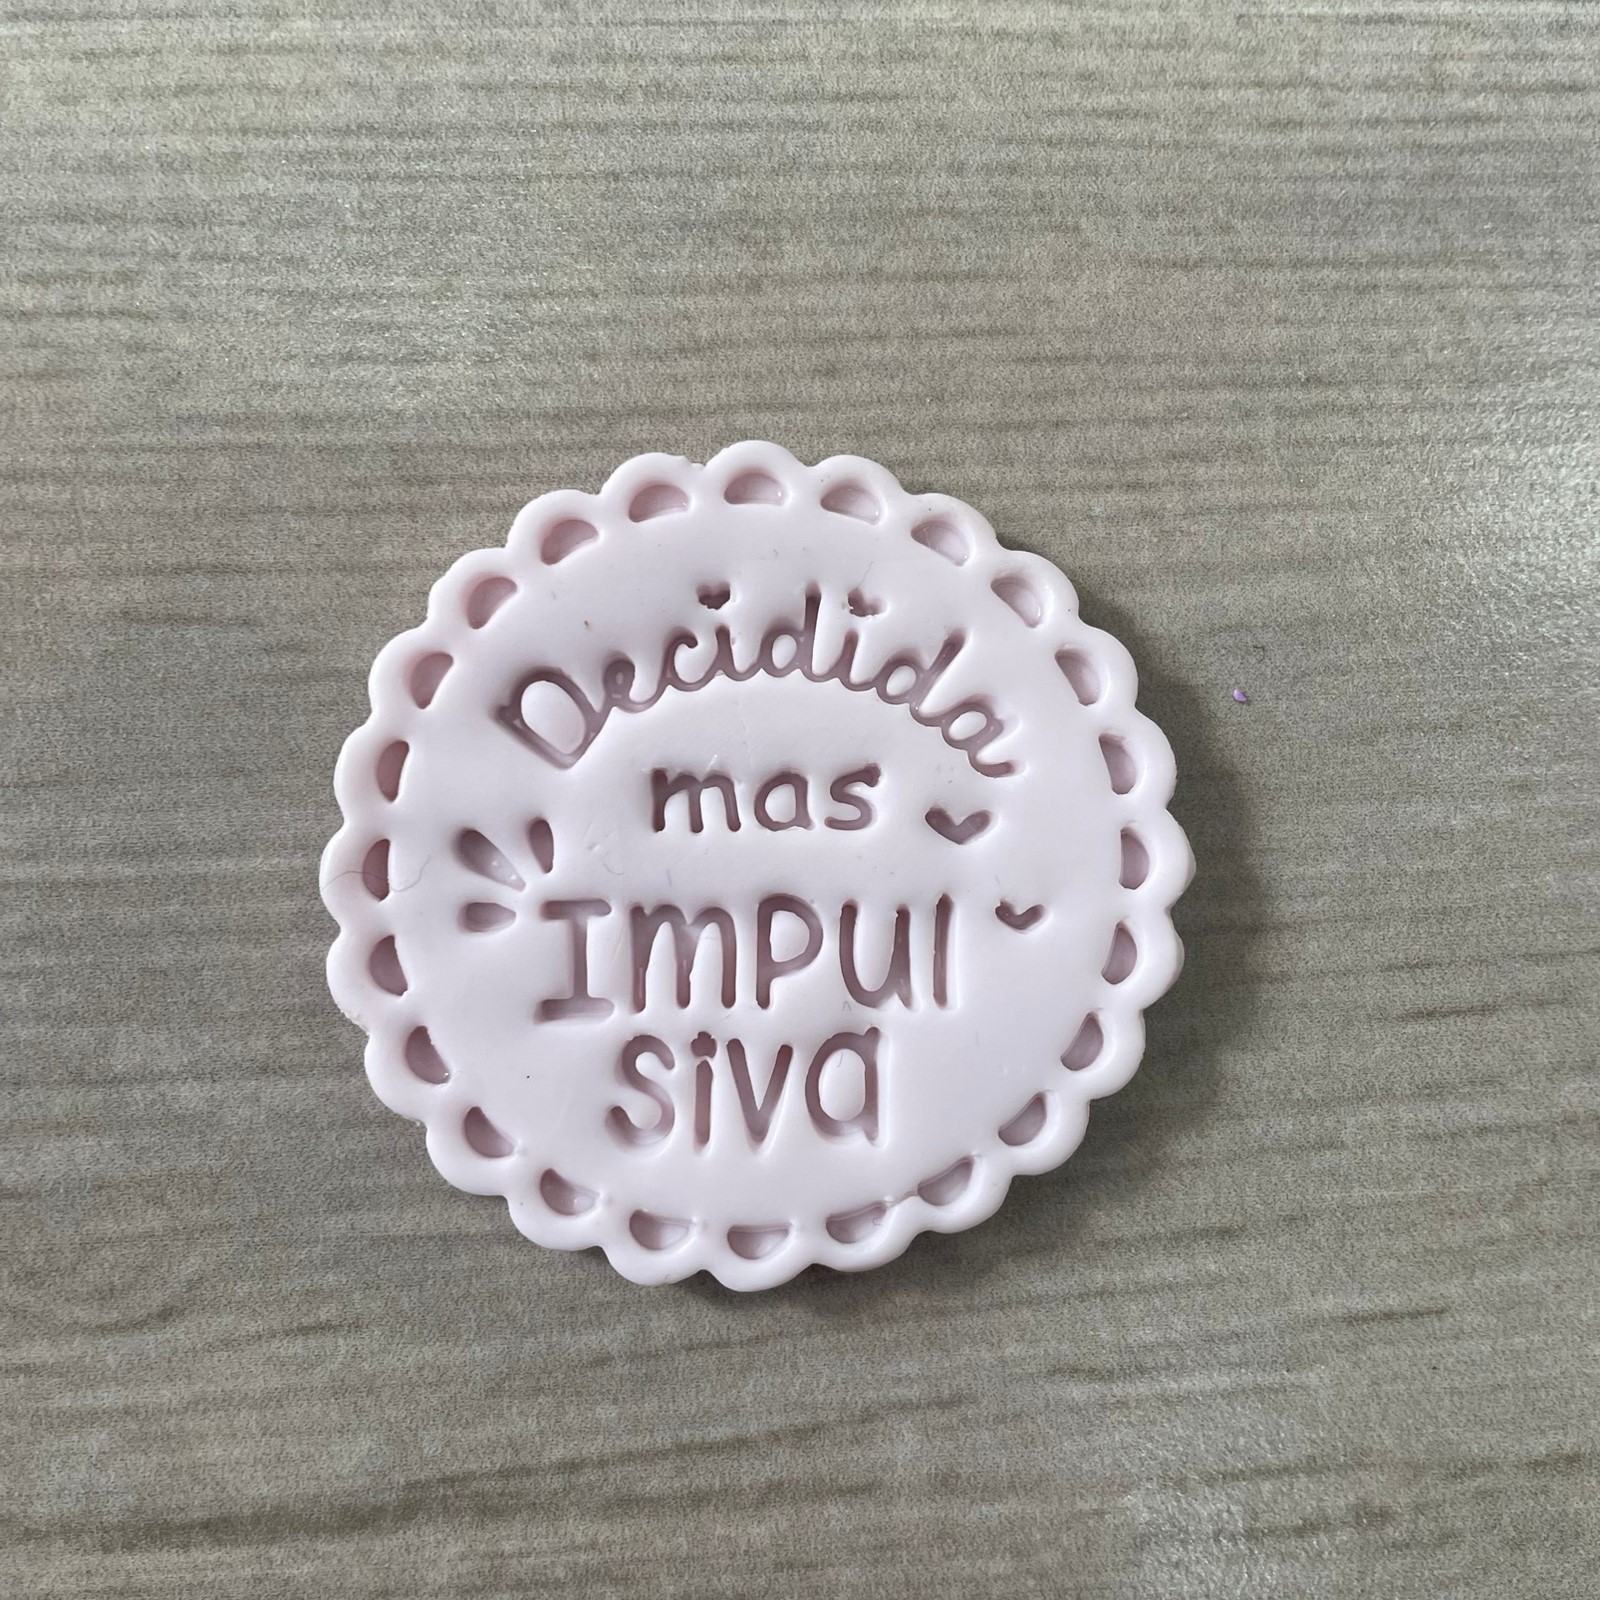 Decidida
mas
Impul
siva